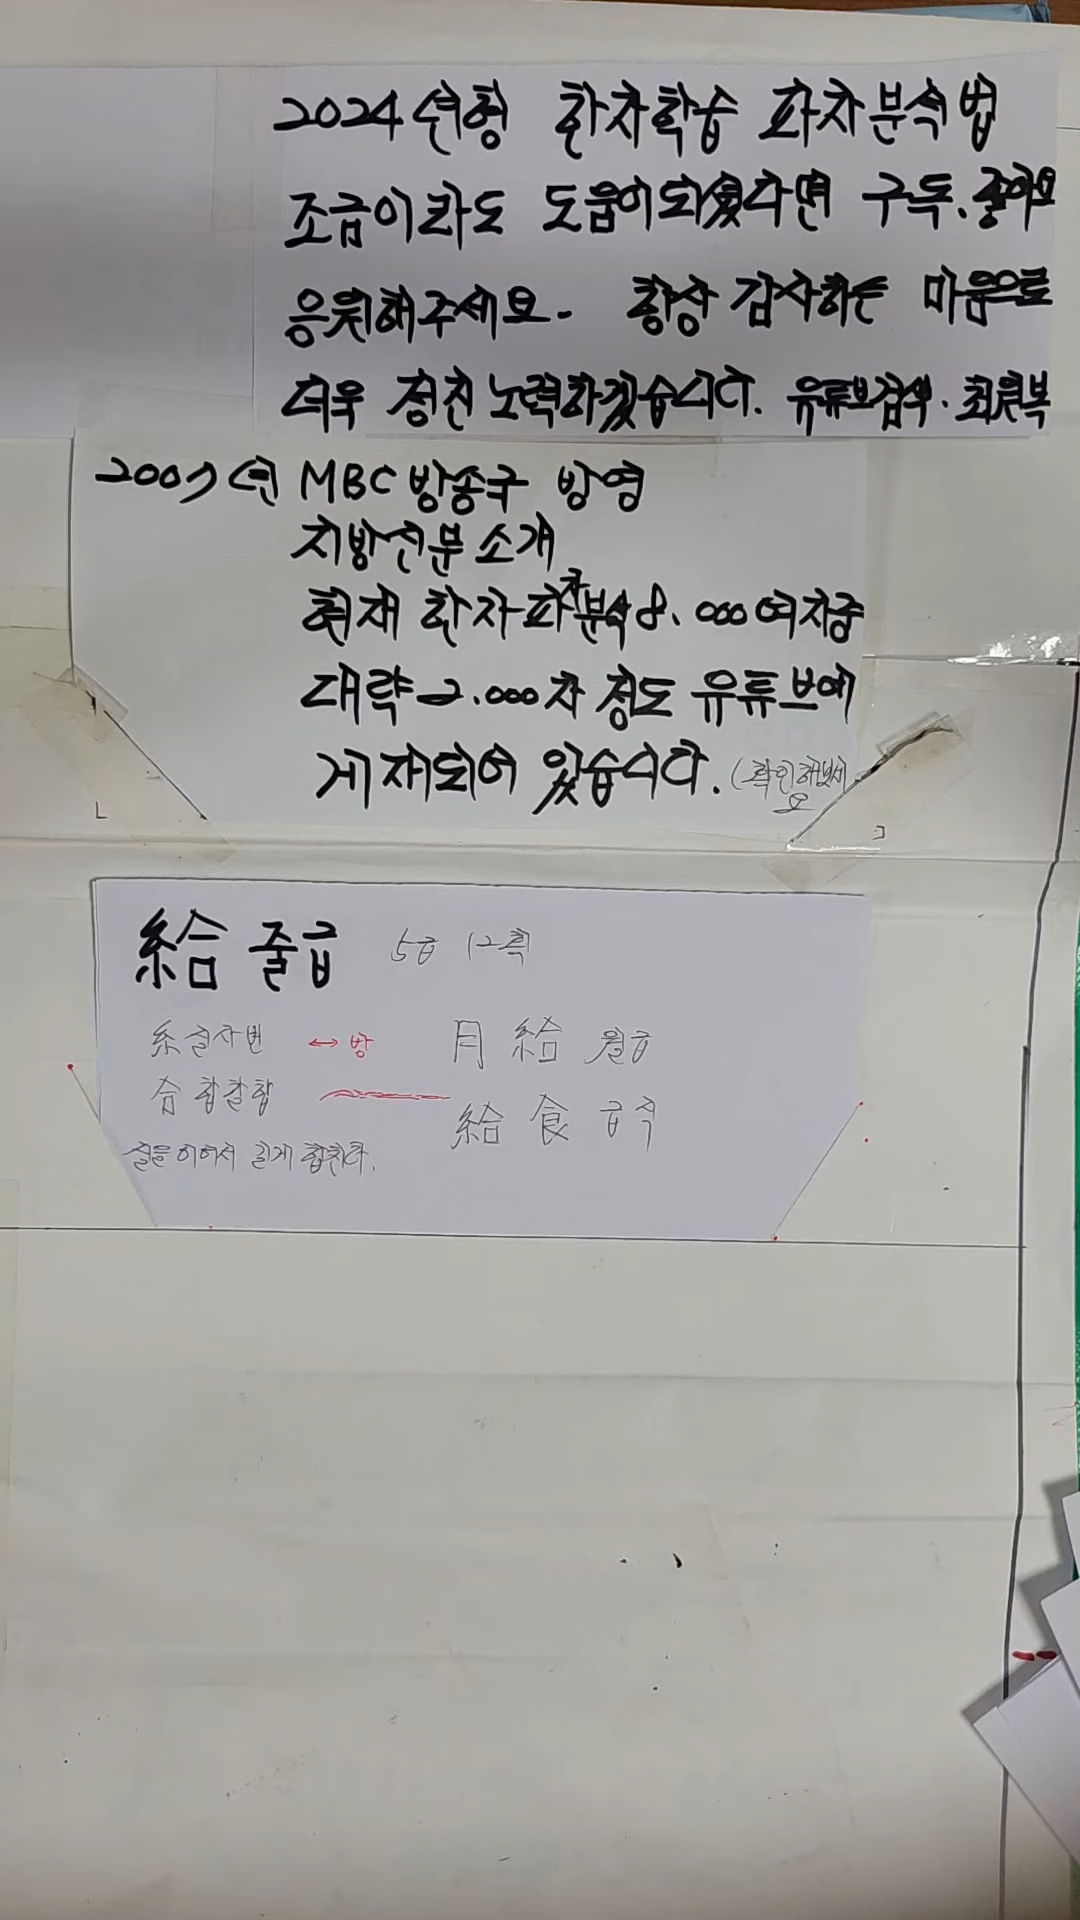 2024년형 한자학습 파자분석법
조금이라도 도움이되셨다면 구독, 좋아요
응원해주세요. 항상 감사하는 마음으로
더욱 정진노력하겠습니다. 유튜브검색. 최원복
2007년 MBC 방송국 방영
지방신문 소개
현재 한자파자분석 8.000여자중
대략 2.000자 정도 유튜브에
게재되어 있습니다. (확인해보세요
給 줄급 5급 12획
糸 실사변 ↔ 방
合 합할합
실을이어서 길게 합친다.
月給 월급
給食 급식